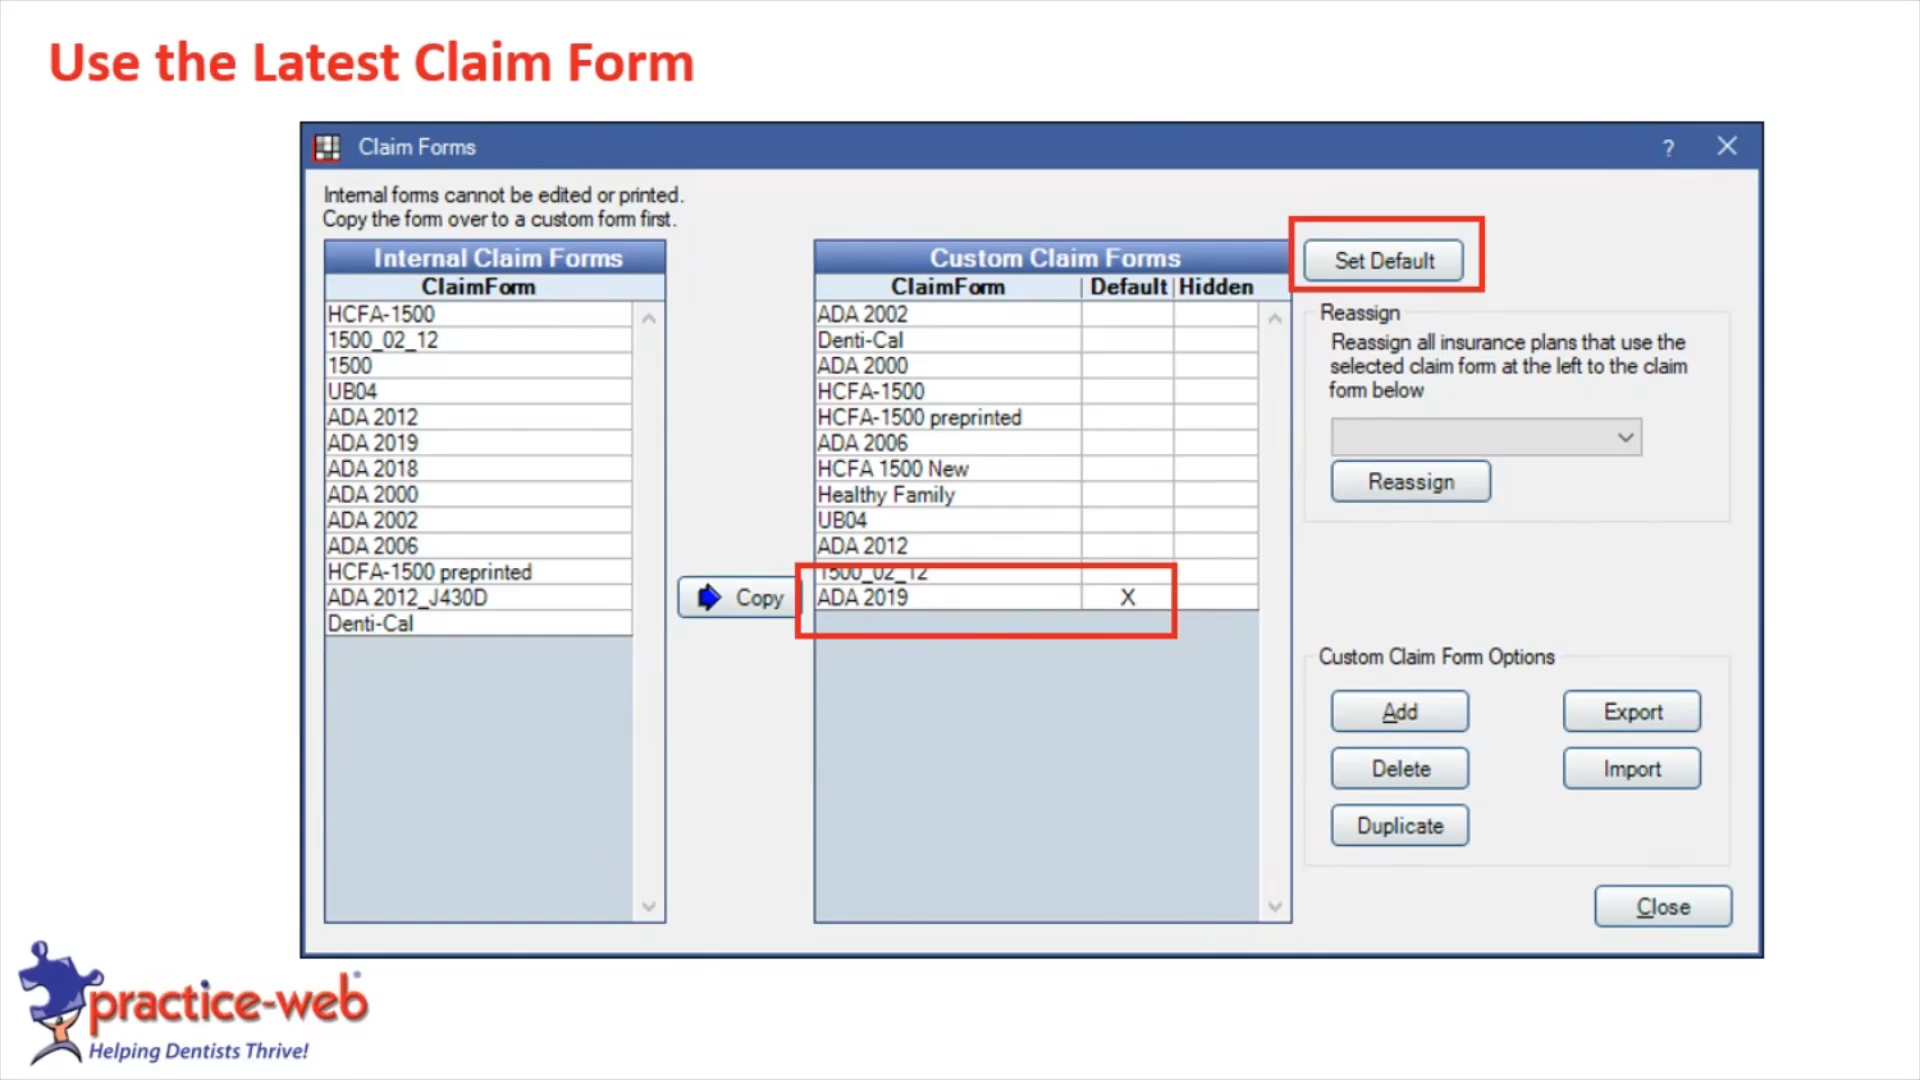 Use the Latest Claim Form
Claim Forms
?
Internal forms cannot be edited or printed.
Copy the form over to a custom form first.
Internal Claim Forms
ClaimForm
HCFA-1500
1500_02_12
1500
UB04
ADA 2012
ADA 2019
ADA 2018
ADA 2000
ADA 2002
ADA 2006
HCFA-1500 preprinted
ADA 2012_J430D
Denti-Cal
Copy
Custom Claim Forms
ClaimForm Default Hidden
ADA 2002
Denti-Cal
ADA 2000
HCFA-1500
HCFA-1500 preprinted
ADA 2006
HCFA 1500 New
Healthy Family
UB04
ADA 2012
1500_02_12
ADA 2019 X
Set Default
Reassign
Reassign all insurance plans that use the
selected claim form at the left to the claim
form below
Reassign
Custom Claim Form Options
Add
Export
Delete
Import
Duplicate
Close
practice-web
Helping Dentists Thrive!